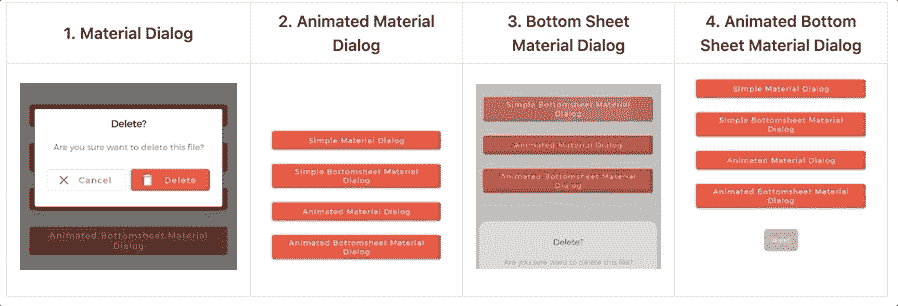 1. Material Dialog
2. Animated Material
Dialog
3. Bottom Sheet
Material Dialog
4. Animated Bottom
Sheet Material Dialog
Delete?
Are you sure want to delete this file?
Cancel
Delete
Animated Bottomsheet Material
Dialog
Simple Material Dialog
Simple Bottomsheet Material
Dialog
Animated Material Dialog
Animated Bottomsheet Material
Dialog
Simple Bottomsheet Material
Dialog
Animated Material Dialog
Animated Bottomsheet Material
Dialog
Delete?
Are you sure want to delete this file?
Simple Material Dialog
Simple Bottomsheet Material
Dialog
Animated Material Dialog
Animated Bottomsheet Material
Dialog